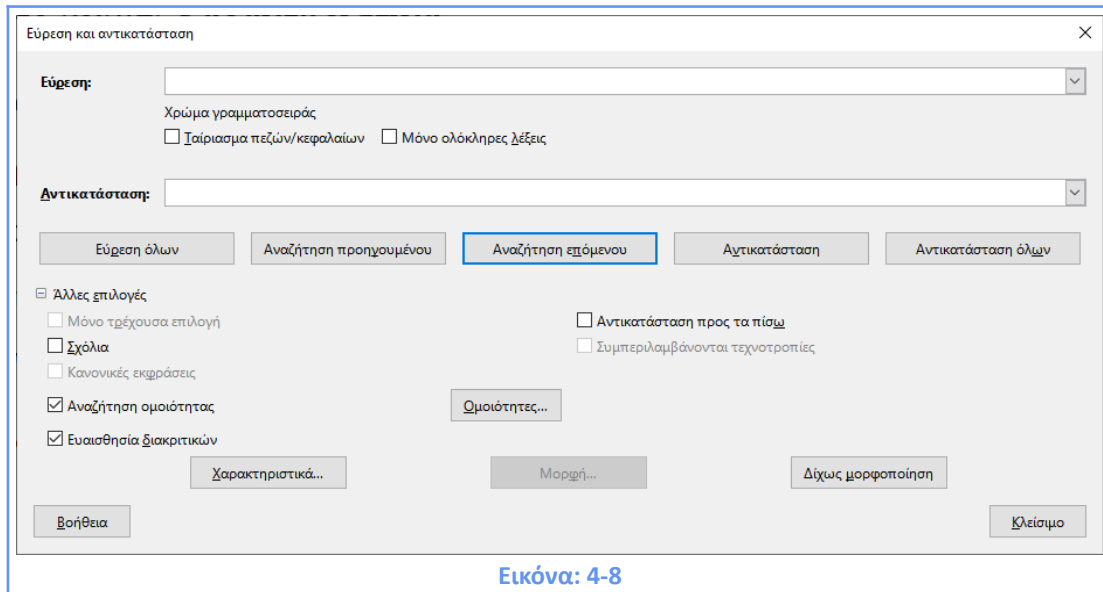 Εύρεση και αντικατάσταση
Εύρεση:
Χρώμα γραμματοσειράς
Ταίριασμα πεζών/κεφαλαίων Μόνο ολόκληρες λέξεις
Αντικατάσταση:
Εύρεση όλων Αναζήτηση προηγουμένου Αναζήτηση επόμενου Αντικατάσταση Αντικατάσταση όλων
Άλλες επιλογές
Μόνο τρέχουσα επιλογή Αντικατάσταση προς τα πίσω
Σχόλια Συμπεριλαμβάνονται τεχνοτροπίες
Κανονικές εκφράσεις
Αναζήτηση ομοιότητας Ομοιότητες...
Ευαισθησία διακριτικών
Χαρακτηριστικά... Μορφή... Δίχως μορφοποίηση
Βοήθεια Κλείσιμο
Εικόνα: 4-8